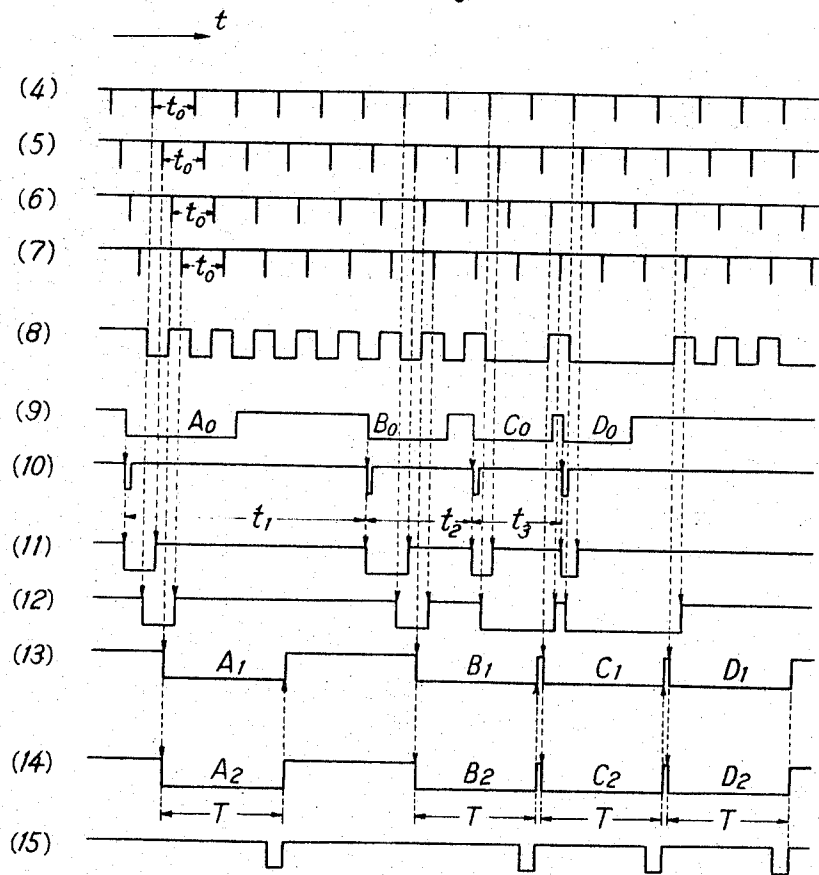 t
(4) t₀
(5) t₀
(6) t₀
(7) t₀
(8)
(9) A₀ B₀ C₀ D₀
(10)
t₁ t₂ t₃
(11)
(12)
(13) A₁ B₁ C₁ D₁
(14) A₂ B₂ C₂ D₂
T T T T
(15)